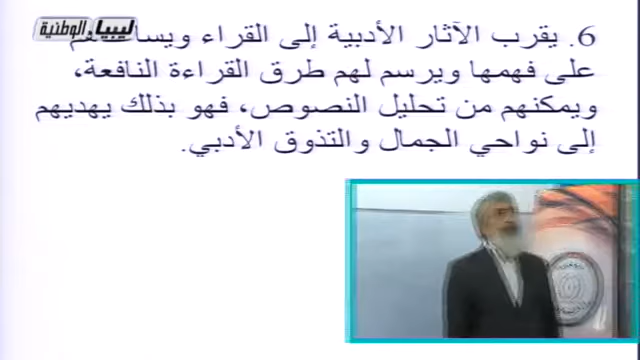 ليبيا الوطنية
6. يقرب الآثار الأدبية إلى القراء
على فهمها ويرسم لهم طرق القراءة النافعة،
ويمكنهم من تحليل النصوص، فهو بذلك يهديهم
إلى نواحي الجمال والتذوق الأدبي.